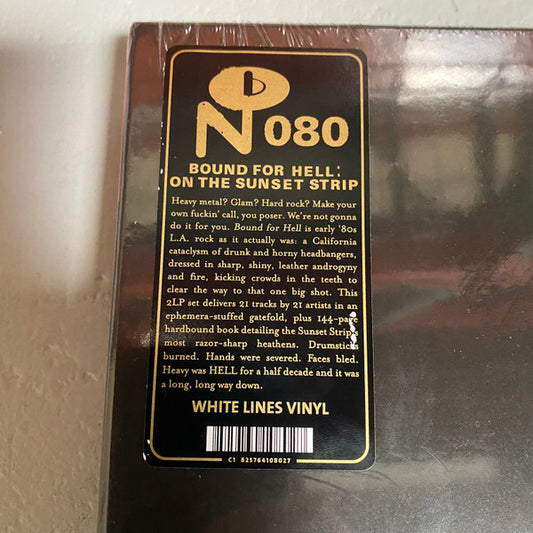 N 080
BOUND FOR HELL:
ON THE SUNSET STRIP
Heavy metal? Glam? Hard rock? Make your
own fuckin' call, you poser. We're not gonna
do it for you. Bound for Hell is early '80s
L.A. rock as it actually was: a California
cataclysm of drunk and horny headbangers,
dressed in sharp, shiny, leather androgyny
and fire, kicking crowds in the teeth to
clear the way to that one big shot. This
2LP set delivers 21 tracks by 21 artists in an
ephemera-stuffed gatefold, plus 144-page
hardbound book detailing the Sunset Strip's
most razor-sharp heathens. Drumsticks
burned. Hands were severed. Faces bled.
Heavy was HELL for a half decade and it was
a long, long way down.
WHITE LINES VINYL
C1 825764108027